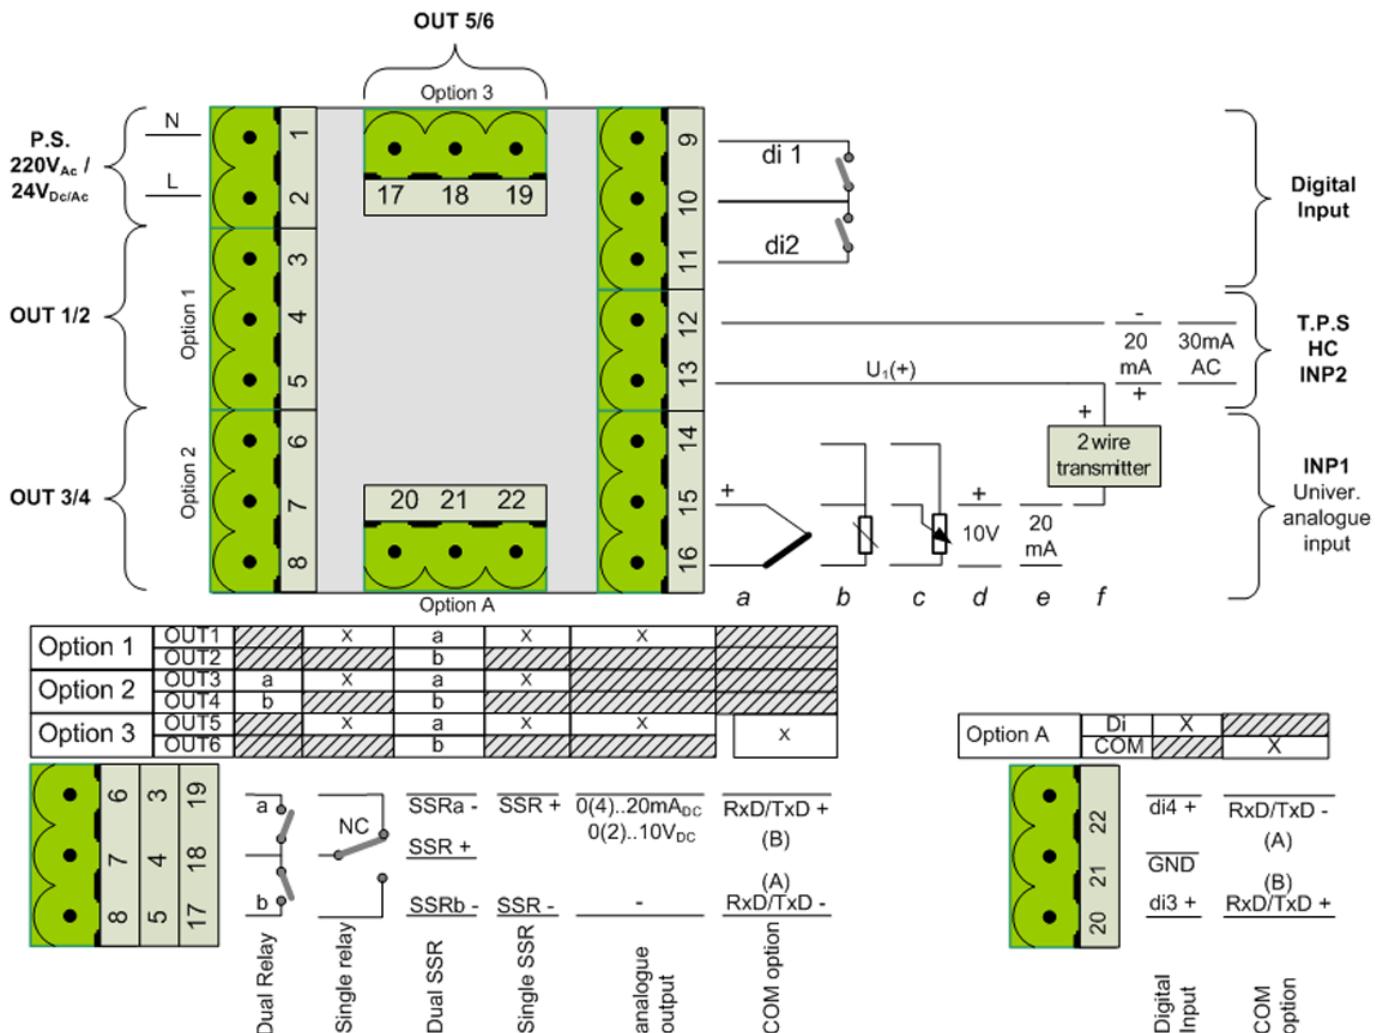 OUT 5/6
Option 3
P.S.
220VAc /
24VDc/Ac
N
L
OUT 1/2
Option 1
OUT 3/4
Option 2
1
2
3
4
5
6
7
8
17 18 19
20 21 22
Option A
9
10
11
12
13
14
15
16
di 1
di2
Digital
Input
-
20
mA
+
30mA
AC
T.P.S
HC
INP2
U1(+)
+
2 wire
transmitter
INP1
Univer.
analogue
input
+
+
10V
20
mA
a b c d e f
Option 1 OUT1 x a x x
OUT2 b
Option 2 OUT3 a x a x
OUT4 b b
Option 3 OUT5 x a x x x
OUT6 b
6 3 19
7 4 18
8 5 17
a
b
NC
SSRa -
SSR +
SSRb -
SSR +
SSR -
0(4)..20mADC
0(2)..10VDC
-
RxD/TxD +
(B)
(A)
RxD/TxD -
Dual Relay
Single relay
Dual SSR
Single SSR
analogue
output
COM option
Option A Di X
COM X
22
21
20
di4 +
GND
di3 +
RxD/TxD -
(A)
(B)
RxD/TxD +
Digital
Input
COM
option